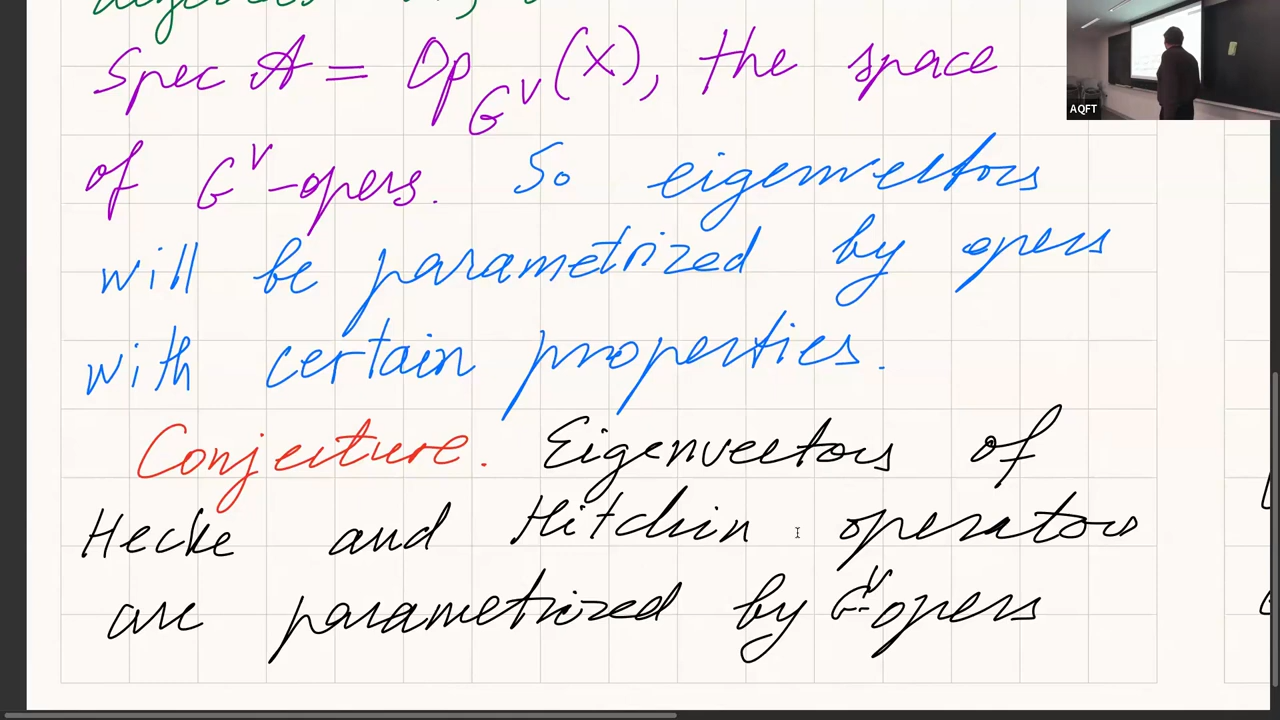 Spec A = Op_{G^∨}(X), the space
AQFT
of G^∨-opers. So eigenvectors
will be parametrized by opers
with certain properties.
Conjecture. Eigenvectors of
Hecke and Hitchin operators
are parametrized by G^∨-opers